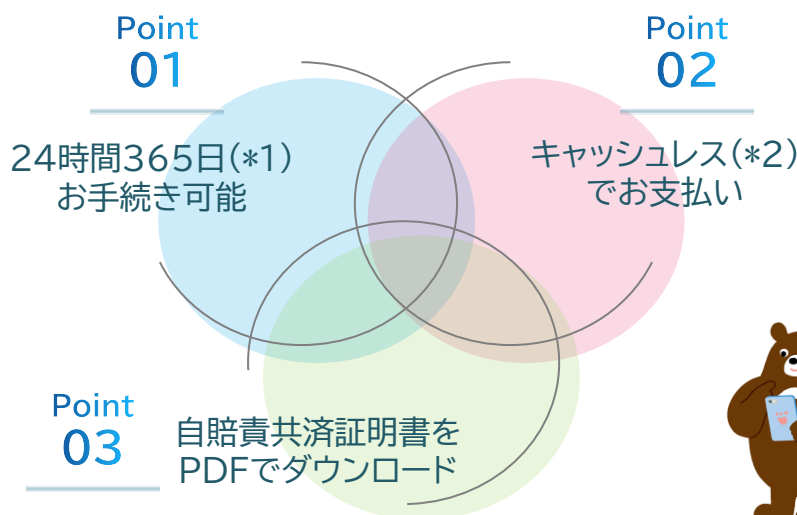 Point
01
24時間365日(*1)
お手続き可能
Point
02
キャッシュレス(*2)
でお支払い
Point
03
自賠責共済証明書を
PDFでダウンロード